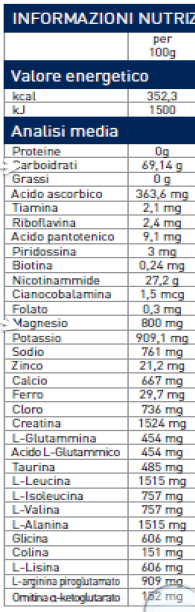 INFORMAZIONI NUTRIZ
per
100g
Valore energetico
kcal 352,3
kJ 1500
Analisi media
Proteine 0g
Carboidrati 69,14 g
Grassi 0 g
Acido ascorbico 363,6 mg
Tiamina 2,1 mg
Riboflavina 2,4 mg
Acido pantotenico 9,1 mg
Piridossina 3 mg
Biotina 0,24 mg
Nicotinammide 27,2 g
Cianocobalamina 1,5 mcg
Folato 0,3 mg
Magnesio 800 mg
Potassio 909,1 mg
Sodio 761 mg
Zinco 21,2 mg
Calcio 667 mg
Ferro 29,7 mg
Cloro 736 mg
Creatina 1524 mg
L-Glutammina 454 mg
Acido L-Glutammico 454 mg
Taurina 485 mg
L-Leucina 1515 mg
L-Isoleucina 757 mg
L-Valina 757 mg
L-Alanina 1515 mg
Glicina 606 mg
Colina 151 mg
L-Lisina 606 mg
L-arginina piroglutamato 909 mg
Ornitina α-ketoglutarato 152 mg